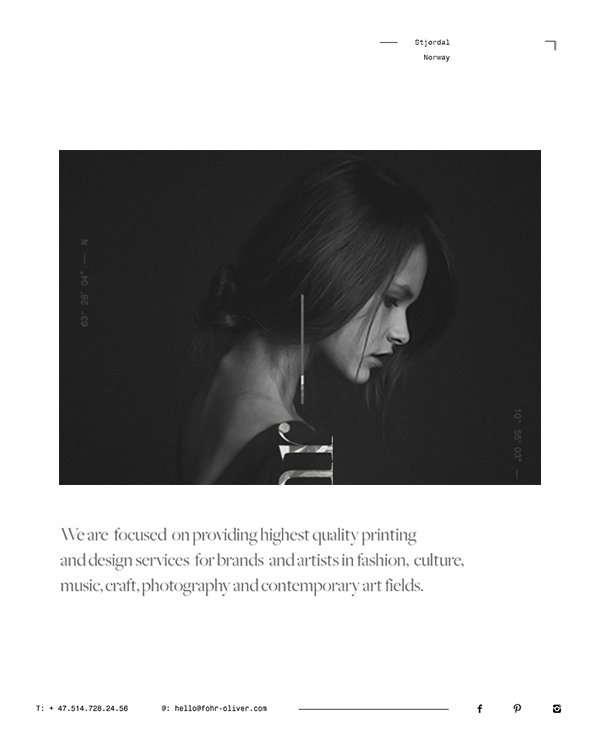 Stjørdal
Norway
63° 28' 04" — N
10° 55' 03" —
We are focused on providing highest quality printing
and design services for brands and artists in fashion, culture,
music, craft, photography and contemporary art fields.
T: + 47.514.728.24.56
@: hello@fohr-oliver.com